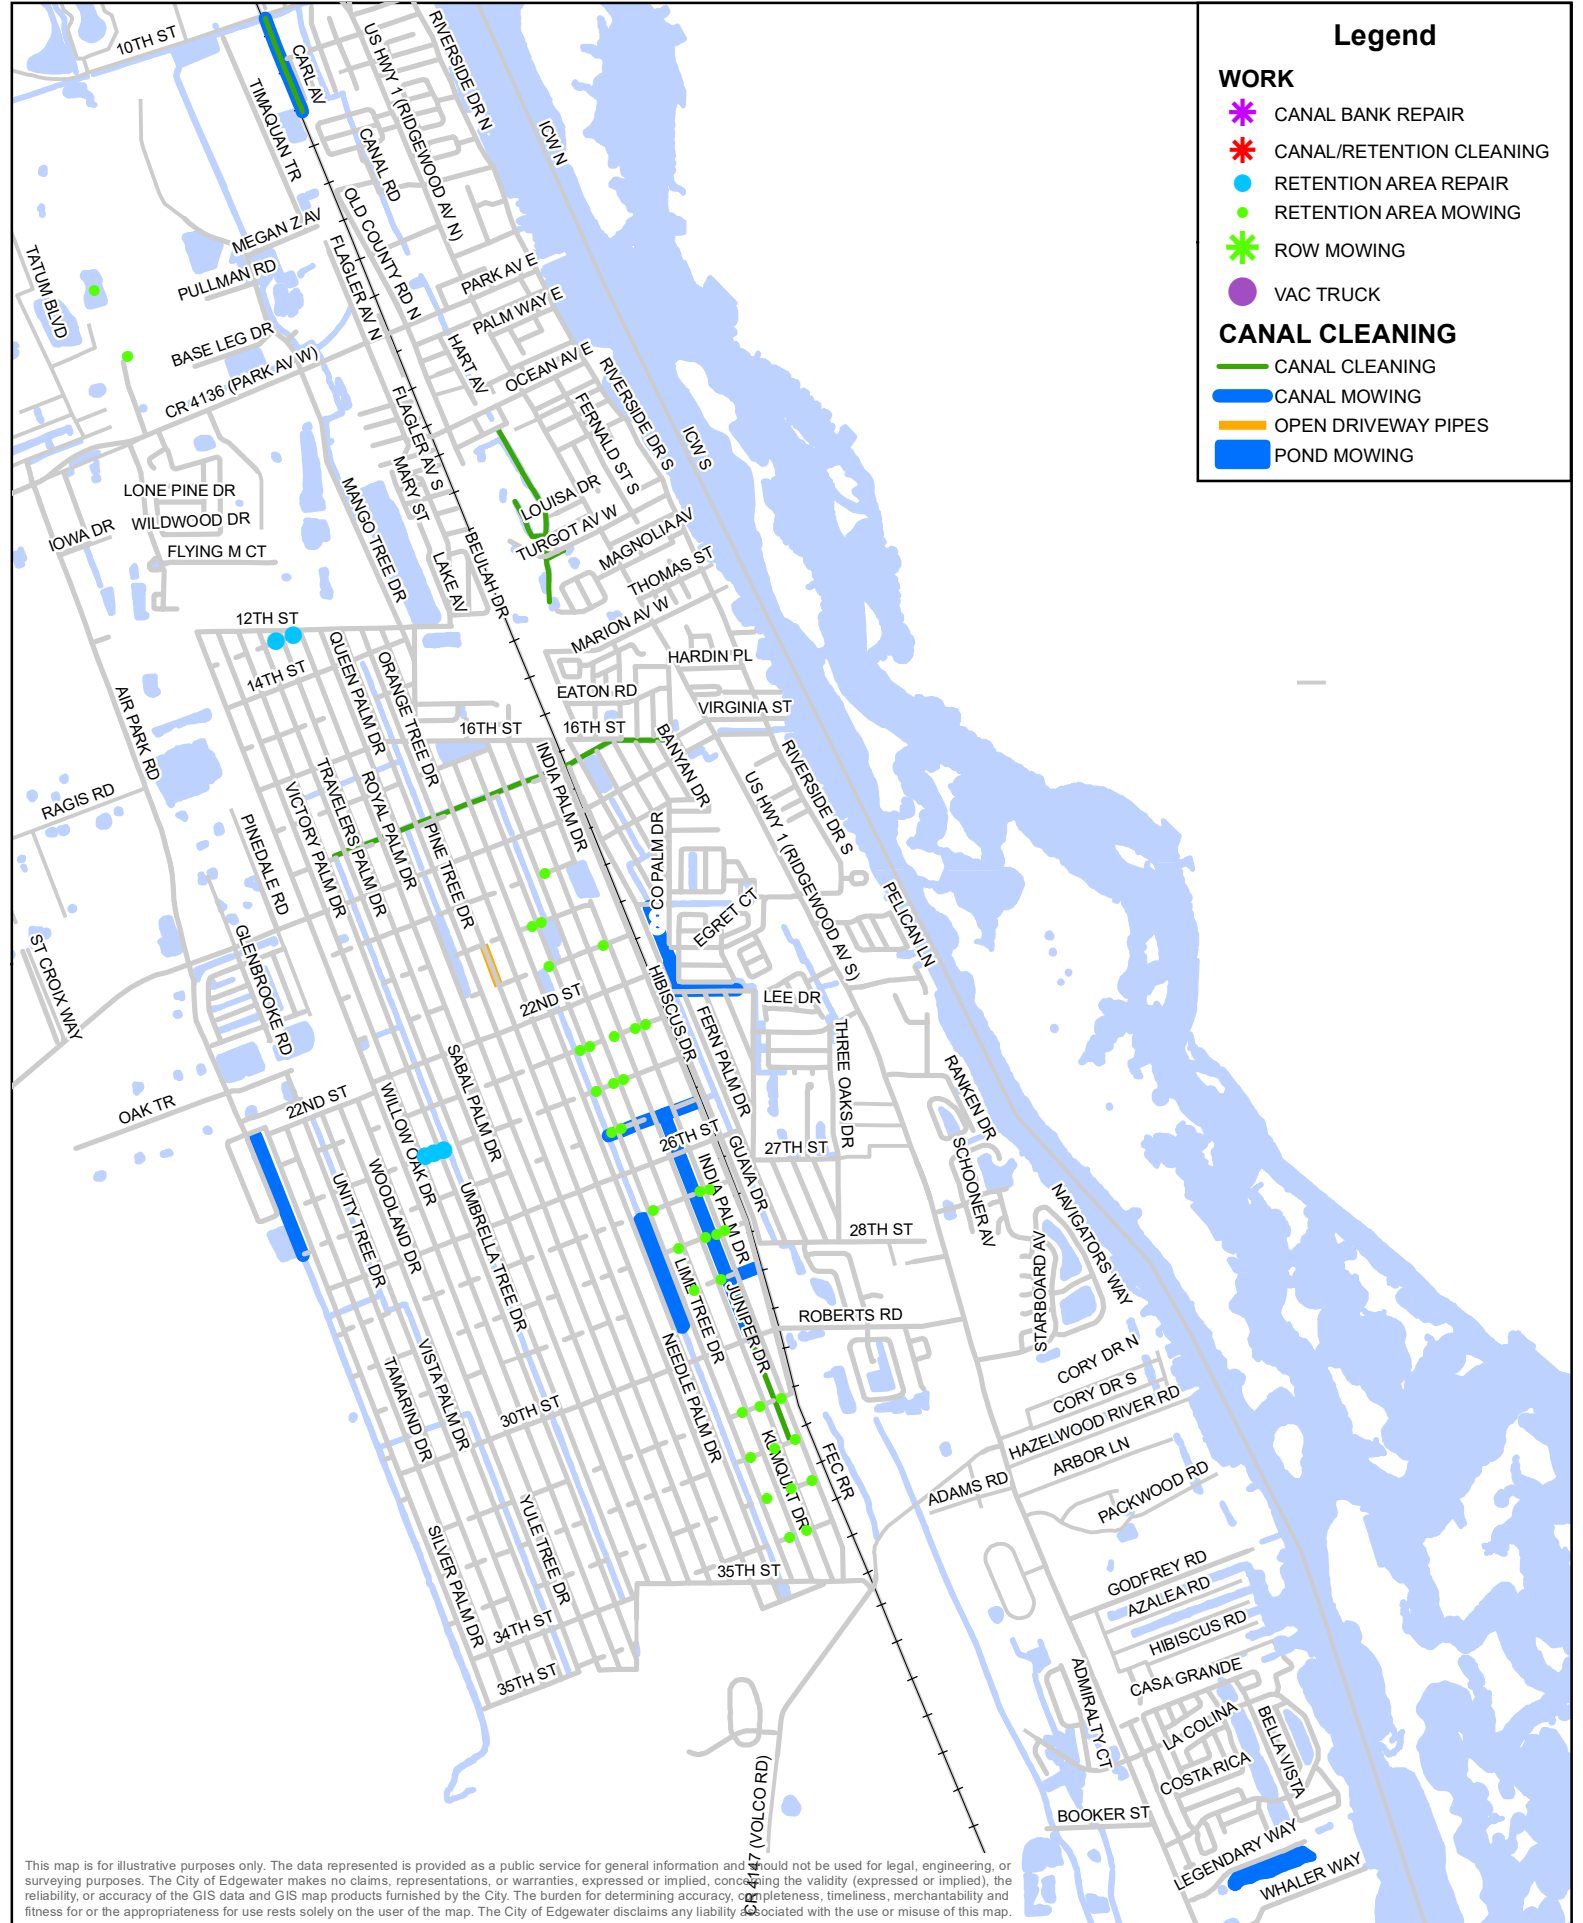 Legend
WORK
CANAL BANK REPAIR
CANAL/RETENTION CLEANING
RETENTION AREA REPAIR
RETENTION AREA MOWING
ROW MOWING
VAC TRUCK
CANAL CLEANING
CANAL CLEANING
CANAL MOWING
OPEN DRIVEWAY PIPES
POND MOWING
10TH ST
CARL AV
US HWY 1 (RIDGEWOOD AV N)
RIVERSIDE DR N
TIMAQUAN TR
CANAL RD
ICW N
OLD COUNTY RD N
MEGAN Z AV
FLAGLER AV N
TATUM BLVD
PULLMAN RD
PARK AV E
PALM WAY E
BASE LEG DR
HART AV
OCEAN AV E
CR 4136 (PARK AV W)
RIVERSIDE DR S
FLAGLER AV S
FERNALD ST S
ICW S
MARY ST
LONE PINE DR
MANGO TREE DR
LOUISA DR
IOWA DR
WILDWOOD DR
TURGOT AV W
MAGNOLIA AV
FLYING M CT
BEULAH DR
LAKE AV
THOMAS ST
12TH ST
MARION AV W
QUEEN PALM DR
ORANGE TREE DR
HARDIN PL
14TH ST
EATON RD
AIR PARK RD
VIRGINIA ST
16TH ST
16TH ST
BANYAN DR
INDIA PALM DR
RIVERSIDE DR S
TRAVELERS PALM DR
ROYAL PALM DR
US HWY 1 (RIDGEWOOD AV S)
RAGIS RD
VICTORY PALM DR
PINEDALE RD
PINE TREE DR
CO PALM DR
EGRET CT
PELICAN LN
ST CROIX WAY
GLENBROOKE RD
HIBISCUS DR
22ND ST
LEE DR
FERN PALM DR
THREE OAKS DR
SABAL PALM DR
RANKEN DR
OAK TR
22ND ST
WILLOW OAK DR
26TH ST
GUAVA DR
27TH ST
SCHOONER AV
INDIA PALM DR
WOODLAND DR
UNITY TREE DR
UMBRELLA TREE DR
NAVIGATORS WAY
28TH ST
STARBOARD AV
LIME TREE DR
JUNIPER DR
ROBERTS RD
NEEDLE PALM DR
VISTA PALM DR
TAMARIND DR
CORY DR N
CORY DR S
HAZELWOOD RIVER RD
30TH ST
KUMQUAT DR
FEC RR
ARBOR LN
ADAMS RD
PACKWOOD RD
YULE TREE DR
SILVER PALM DR
35TH ST
GODFREY RD
AZALEA RD
34TH ST
HIBISCUS RD
35TH ST
CASA GRANDE
ADMIRALTY CT
LA COLINA
BELLA VISTA
COSTA RICA
CR 4147 (VOLCO RD)
BOOKER ST
LEGENDARY WAY
WHALER WAY
This map is for illustrative purposes only. The data represented is provided as a public service for general information and should not be used for legal, engineering, or
surveying purposes. The City of Edgewater makes no claims, representations, or warranties, expressed or implied, concerning the validity (expressed or implied), the
reliability, or accuracy of the GIS data and GIS map products furnished by the City. The burden for determining accuracy, completeness, timeliness, merchantability and
fitness for or the appropriateness for use rests solely on the user of the map. The City of Edgewater disclaims any liability associated with the use or misuse of this map.